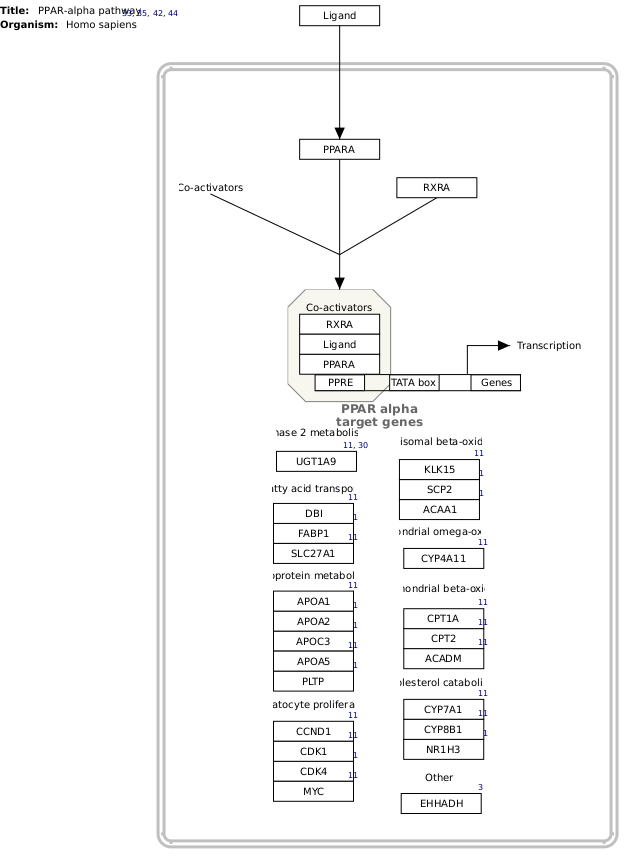 Title: PPAR-alpha pathway
35, 42, 44
Organism: Homo sapiens
Ligand
PPARA
Co-activators
RXRA
Co-activators
RXRA
Ligand
PPARA
PPRE
TATA box
Genes
Transcription
PPAR alpha
target genes
hase 2 metabolis
11, 30
UGT1A9
atty acid transpo
11
DBI
1
FABP1
11
SLC27A1
oprotein metabol
11
APOA1
1
APOA2
1
APOC3
11
APOA5
1
PLTP
atocyte prolifera
11
CCND1
11
CDK1
1
CDK4
11
MYC
isomal beta-oxid
11
KLK15
1
SCP2
1
ACAA1
ondrial omega-ox
11
CYP4A11
hondrial beta-oxi
11
CPT1A
11
CPT2
11
ACADM
olesterol cataboli
11
CYP7A1
11
CYP8B1
1
NR1H3
Other
3
EHHADH